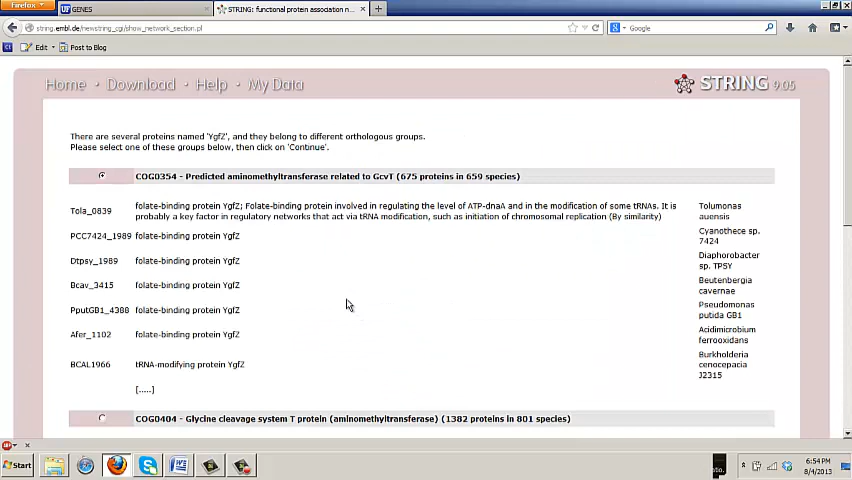 Firefox
GENES
STRING: functional protein association n...
string.embl.de/newstring_cgi/show_network_section.pl
Google
Edit
Post to Blog
Home • Download • Help • My Data
STRING 9.05
There are several proteins named 'YgfZ', and they belong to different orthologous groups.
Please select one of these groups below, then click on 'Continue'.
COG0354 - Predicted aminomethyltransferase related to GcvT (675 proteins in 659 species)
Tola_0839
folate-binding protein YgfZ; Folate-binding protein involved in regulating the level of ATP-dnaA and in the modification of some tRNAs. It is
probably a key factor in regulatory networks that act via tRNA modification, such as initiation of chromosomal replication (By similarity)
Tolumonas
auensis
PCC7424_1989 folate-binding protein YgfZ
Cyanothece sp.
7424
Dtpsy_1989 folate-binding protein YgfZ
Diaphorobacter
sp. TPSY
Bcav_3415 folate-binding protein YgfZ
Beutenbergia
cavernae
PputGB1_4388 folate-binding protein YgfZ
Pseudomonas
putida GB1
Afer_1102 folate-binding protein YgfZ
Acidimicrobium
ferrooxidans
BCAL1966 tRNA-modifying protein YgfZ
Burkholderia
cenocepacia
J2315
[.....]
COG0404 - Glycine cleavage system T protein (aminomethyltransferase) (1382 proteins in 801 species)
Start
6:54 PM
8/4/2013